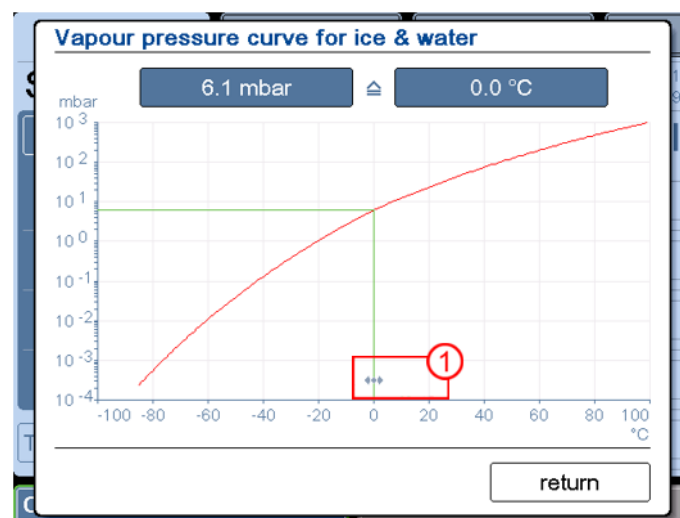 Vapour pressure curve for ice & water
6.1 mbar ≙ 0.0 °C
mbar
10 3
10 2
10 1
10 0
10 -1
10 -2
10 -3
10 -4
1
-100 -80 -60 -40 -20 0 20 40 60 80 100
°C
return